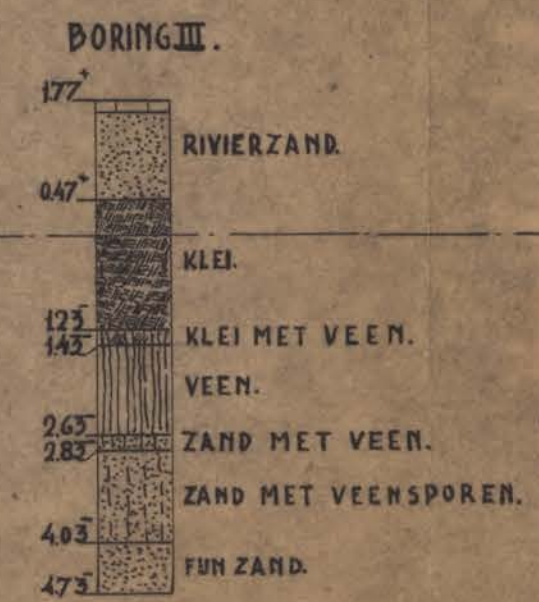 BORING III.
1.77+
RIVIERZAND.
0.47+
KLEI.
1.23-
KLEI MET VEEN.
1.43-
VEEN.
2.63-
ZAND MET VEEN.
2.83-
ZAND MET VEENSPOREN.
4.03-
FIJN ZAND.
4.73-